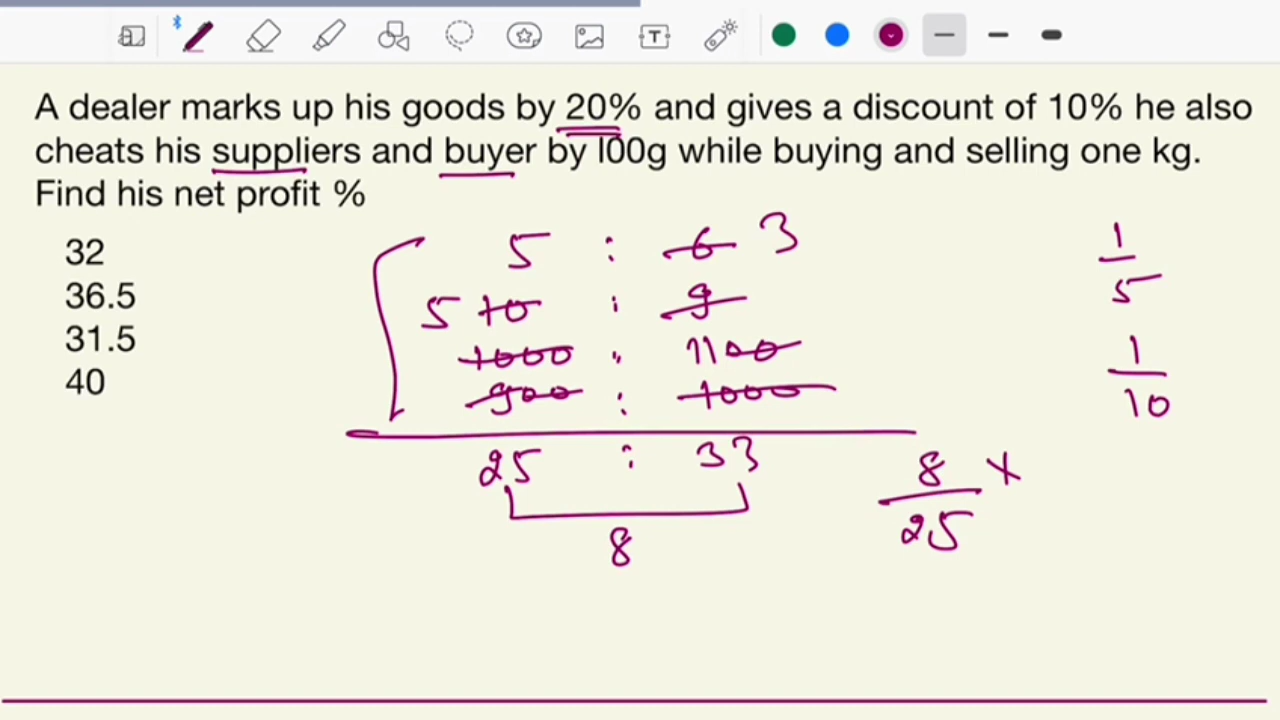 A dealer marks up his goods by 20% and gives a discount of 10% he also
cheats his suppliers and buyer by 100g while buying and selling one kg.
Find his net profit %
32
36.5
31.5
40
5 : 6 3
5 10 : 9
1000 : 1100
900 : 1000
25 : 33
8
8 ×
25
1
5
1
10
T